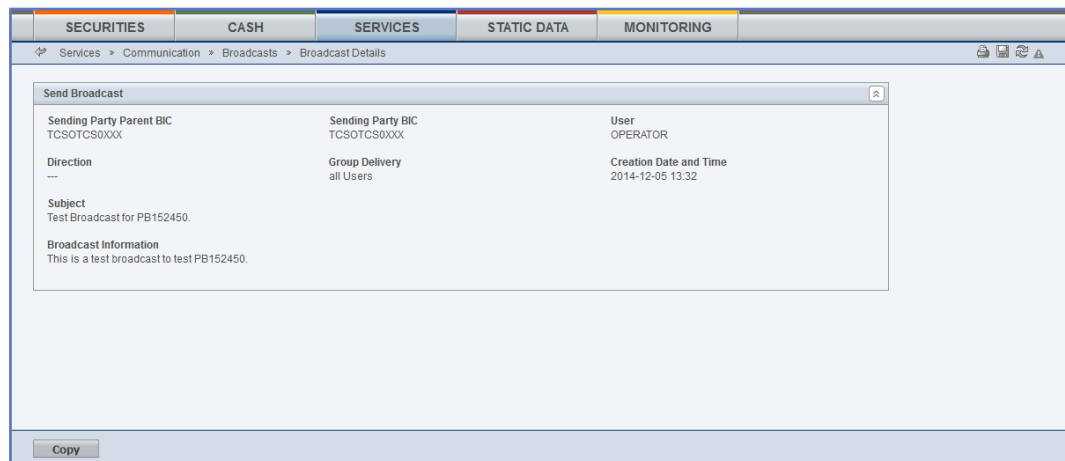 SECURITIES CASH SERVICES STATIC DATA MONITORING
Services » Communication » Broadcasts » Broadcast Details
Send Broadcast
Sending Party Parent BIC Sending Party BIC User
TCSOTCS0XXX TCSOTCS0XXX OPERATOR
Direction Group Delivery Creation Date and Time
--- all Users 2014-12-05 13:32
Subject
Test Broadcast for PB152450.
Broadcast Information
This is a test broadcast to test PB152450.
Copy